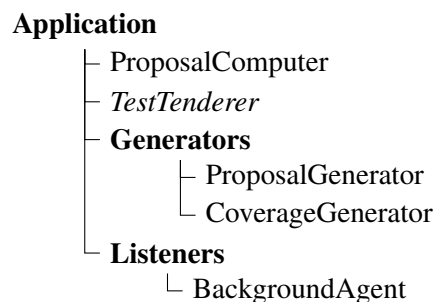 Application
ProposalComputer
TestTenderer
Generators
ProposalGenerator
CoverageGenerator
Listeners
BackgroundAgent